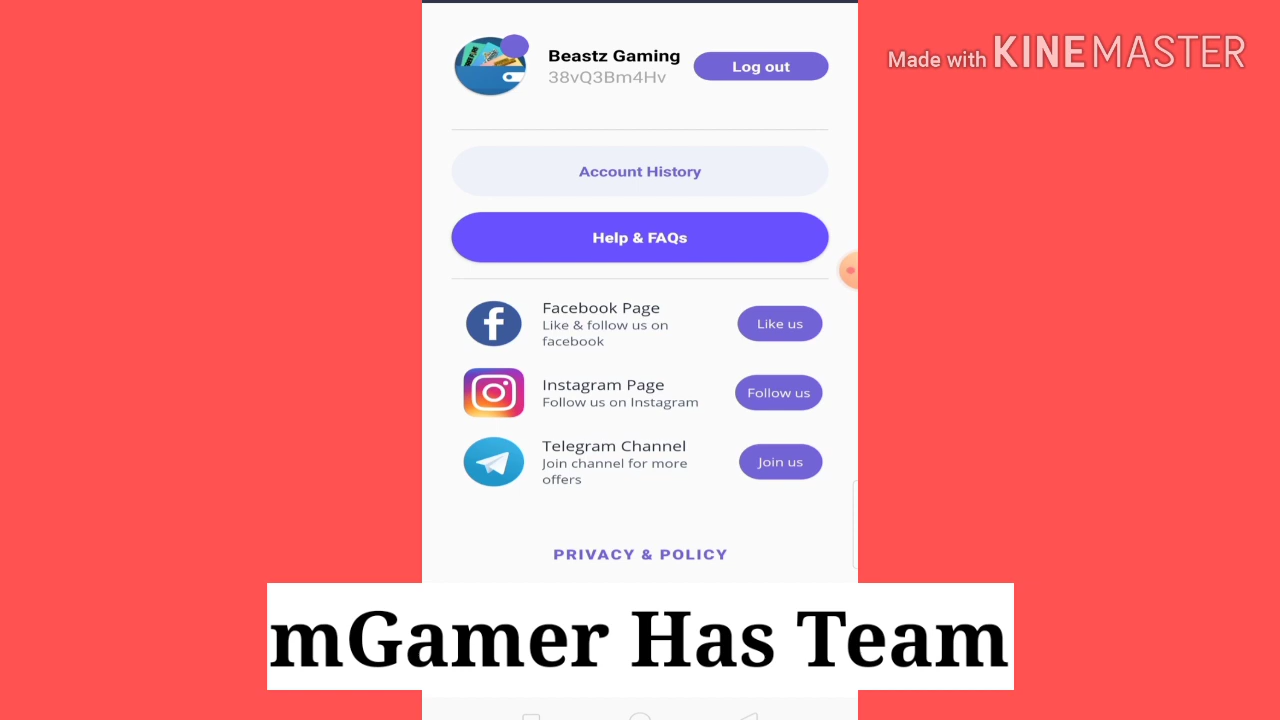 Made with KINEMASTER
Beastz Gaming
38vQ3Bm4Hv
Log out
Account History
Help & FAQs
Facebook Page
Like & follow us on
facebook
Like us
Instagram Page
Follow us on Instagram
Follow us
Telegram Channel
Join channel for more
offers
Join us
PRIVACY & POLICY
mGamer Has Team